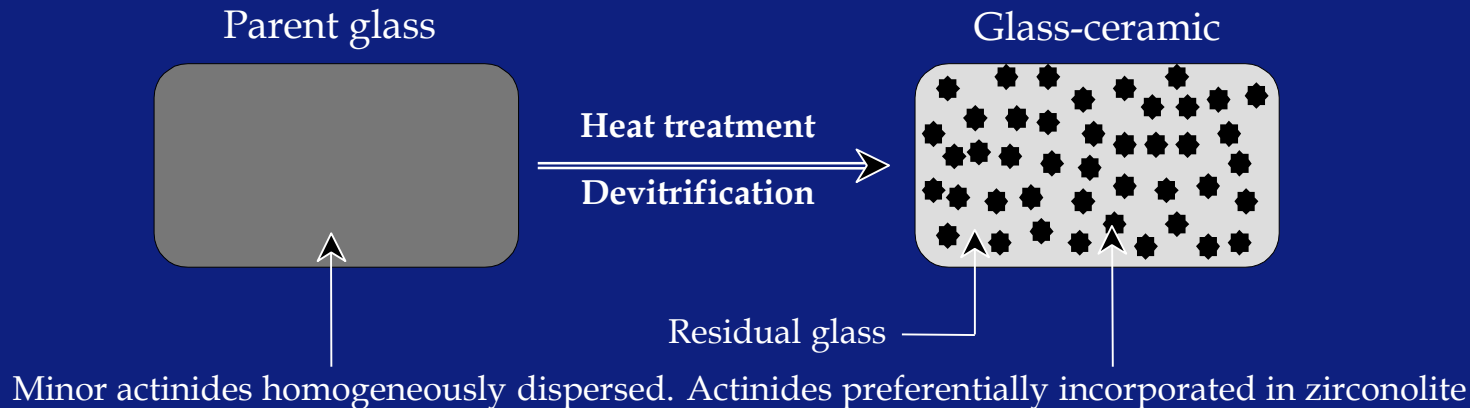 Parent glass
Glass-ceramic
Heat treatment
Devitrification
Residual glass
Minor actinides homogeneously dispersed. Actinides preferentially incorporated in zirconolite